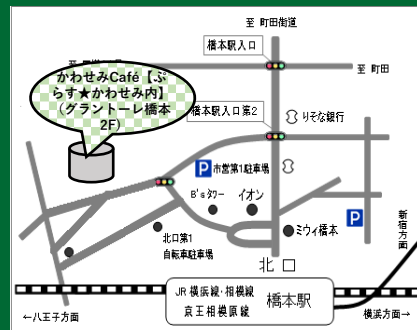 至 町田街道
橋本駅入口
至 町田
かわせみCafé【ぷ
らす★かわせみ内】
(グラントーレ橋本
2F)
橋本駅入口第2
りそな銀行
P
市営第1駐車場
B'sタワー
イオン
P
新宿方面
北口第1
自転車駐車場
ミウィ橋本
北口
JR 横浜線・相模線
京王相模原線
橋本駅
←八王子方面
横浜方面→